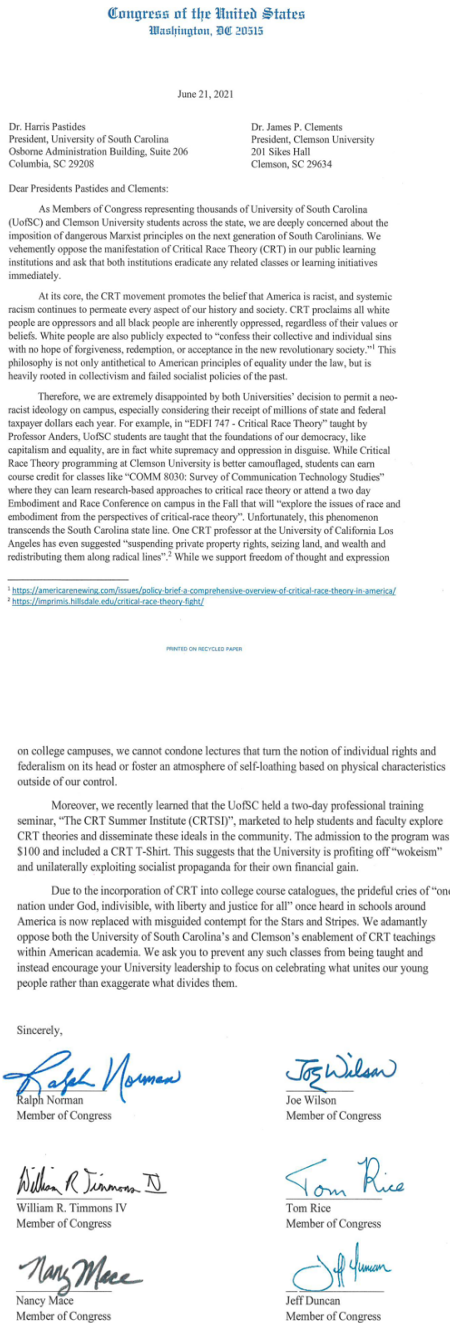 Congress of the United States
Washington, DC 20515
June 21, 2021
Dr. Harris Pastides
President, University of South Carolina
Osborne Administration Building, Suite 206
Columbia, SC 29208
Dr. James P. Clements
President, Clemson University
201 Sikes Hall
Clemson, SC 29634
Dear Presidents Pastides and Clements:
As Members of Congress representing thousands of University of South Carolina
(UofSC) and Clemson University students across the state, we are deeply concerned about the
imposition of dangerous Marxist principles on the next generation of South Carolinians. We
vehemently oppose the manifestation of Critical Race Theory (CRT) in our public learning
institutions and ask that both institutions eradicate any related classes or learning initiatives
immediately.
At its core, the CRT movement promotes the belief that America is racist, and systemic
racism continues to permeate every aspect of our history and society. CRT proclaims all white
people are oppressors and all black people are inherently oppressed, regardless of their values or
beliefs. White people are also publicly expected to “confess their collective and individual sins
with no hope of forgiveness, redemption, or acceptance in the new revolutionary society.”1 This
philosophy is not only antithetical to American principles of equality under the law, but is
heavily rooted in collectivism and failed socialist policies of the past.
Therefore, we are extremely disappointed by both Universities’ decision to permit a neo-
racist ideology on campus, especially considering their receipt of millions of state and federal
taxpayer dollars each year. For example, in “EDFI 747 - Critical Race Theory” taught by
Professor Anders, UofSC students are taught that the foundations of our democracy, like
capitalism and equality, are in fact white supremacy and oppression in disguise. While Critical
Race Theory programming at Clemson University is better camouflaged, students can earn
course credit for classes like “COMM 8030: Survey of Communication Technology Studies”
where they can learn research-based approaches to critical race theory or attend a two day
Embodiment and Race Conference on campus in the Fall that will “explore the issues of race and
embodiment from the perspectives of critical-race theory”. Unfortunately, this phenomenon
transcends the South Carolina state line. One CRT professor at the University of California Los
Angeles has even suggested “suspending private property rights, seizing land, and wealth and
redistributing them along radical lines”.2 While we support freedom of thought and expression
1 https://americarenewing.com/issues/policy-brief-a-comprehensive-overview-of-critical-race-theory-in-america/
2 https://imprimis.hillsdale.edu/critical-race-theory-fight/
PRINTED ON RECYCLED PAPER
on college campuses, we cannot condone lectures that turn the notion of individual rights and
federalism on its head or foster an atmosphere of self-loathing based on physical characteristics
outside of our control.
Moreover, we recently learned that the UofSC held a two-day professional training
seminar, “The CRT Summer Institute (CRTSI)”, marketed to help students and faculty explore
CRT theories and disseminate these ideals in the community. The admission to the program was
$100 and included a CRT T-Shirt. This suggests that the University is profiting off “wokeism”
and unilaterally exploiting socialist propaganda for their own financial gain.
Due to the incorporation of CRT into college course catalogues, the prideful cries of “one
nation under God, indivisible, with liberty and justice for all” once heard in schools around
America is now replaced with misguided contempt for the Stars and Stripes. We adamantly
oppose both the University of South Carolina’s and Clemson’s enablement of CRT teachings
within American academia. We ask you to prevent any such classes from being taught and
instead encourage your University leadership to focus on celebrating what unites our young
people rather than exaggerate what divides them.
Sincerely,
Ralph Norman
Ralph Norman
Member of Congress
Joe Wilson
Joe Wilson
Member of Congress
William R Timmons IV
William R. Timmons IV
Member of Congress
Tom Rice
Tom Rice
Member of Congress
Nancy Mace
Nancy Mace
Member of Congress
Jeff Duncan
Jeff Duncan
Member of Congress